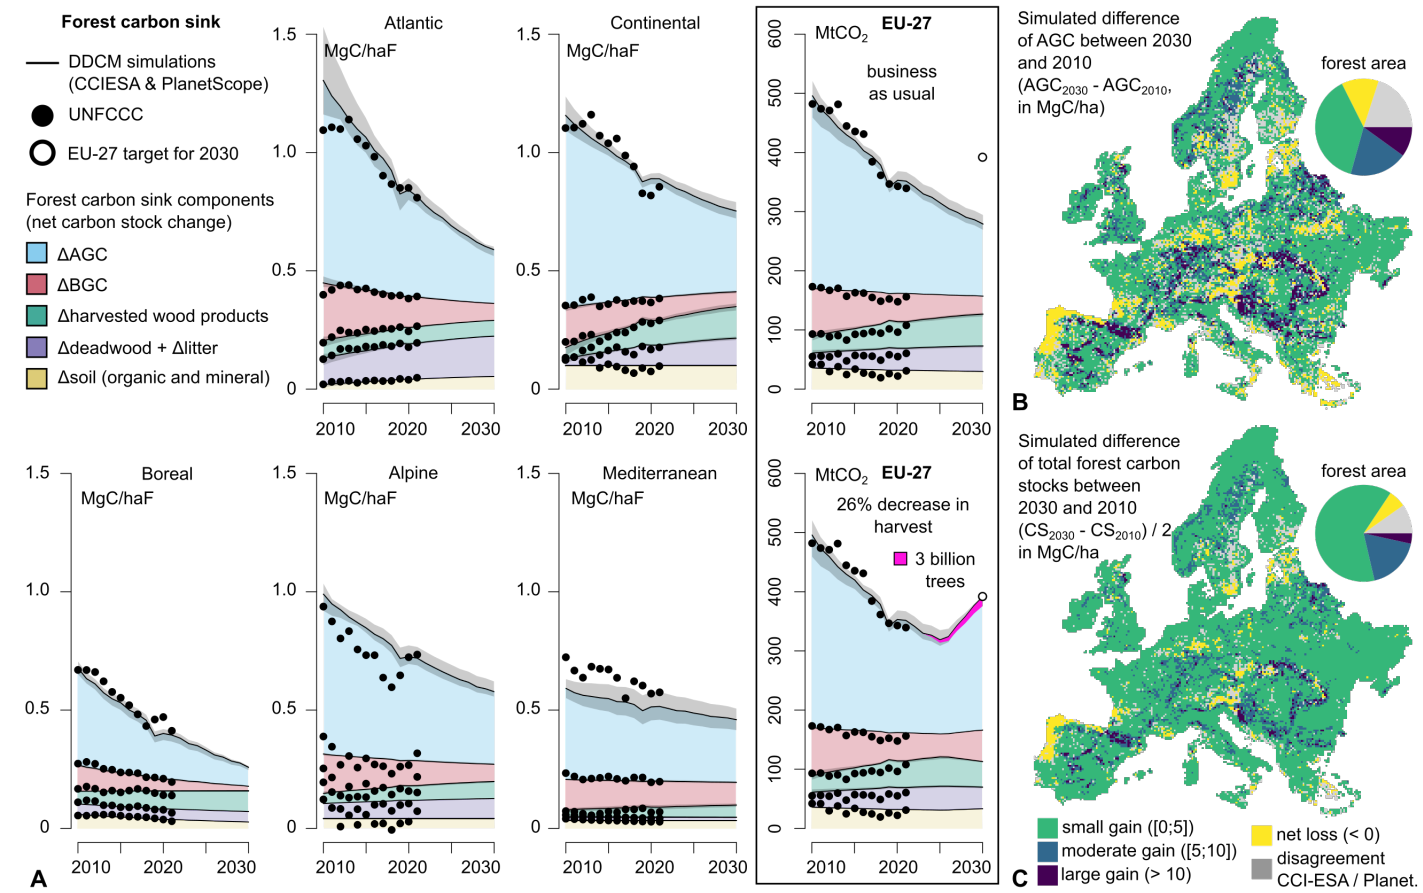 Forest carbon sink
DDCM simulations
(CCIESA & PlanetScope)
UNFCCC
EU-27 target for 2030
Forest carbon sink components
(net carbon stock change)
ΔAGC
ΔBGC
Δharvested wood products
Δdeadwood + Δlitter
Δsoil (organic and mineral)
Atlantic
MgC/haF
1.5
1.0
0.5
0
2010 2020 2030
Continental
MgC/haF
1.5
1.0
0.5
0
2010 2020 2030
EU-27
MtCO2
business
as usual
600
500
400
300
200
100
0
2010 2020 2030
Simulated difference
of AGC between 2030
and 2010
(AGC2030 - AGC2010,
in MgC/ha)
forest area
B
Boreal
MgC/haF
1.5
1.0
0.5
0
2010 2020 2030
A
Alpine
MgC/haF
1.5
1.0
0.5
0
2010 2020 2030
Mediterranean
MgC/haF
1.5
1.0
0.5
0
2010 2020 2030
EU-27
MtCO2
26% decrease in
harvest
3 billion
trees
600
500
400
300
200
100
0
2010 2020 2030
Simulated difference
of total forest carbon
stocks between
2030 and 2010
(CS2030 - CS2010) / 2
in MgC/ha
forest area
small gain ([0;5])
moderate gain ([5;10])
large gain (> 10)
net loss (< 0)
disagreement
CCI-ESA / Planet.
C